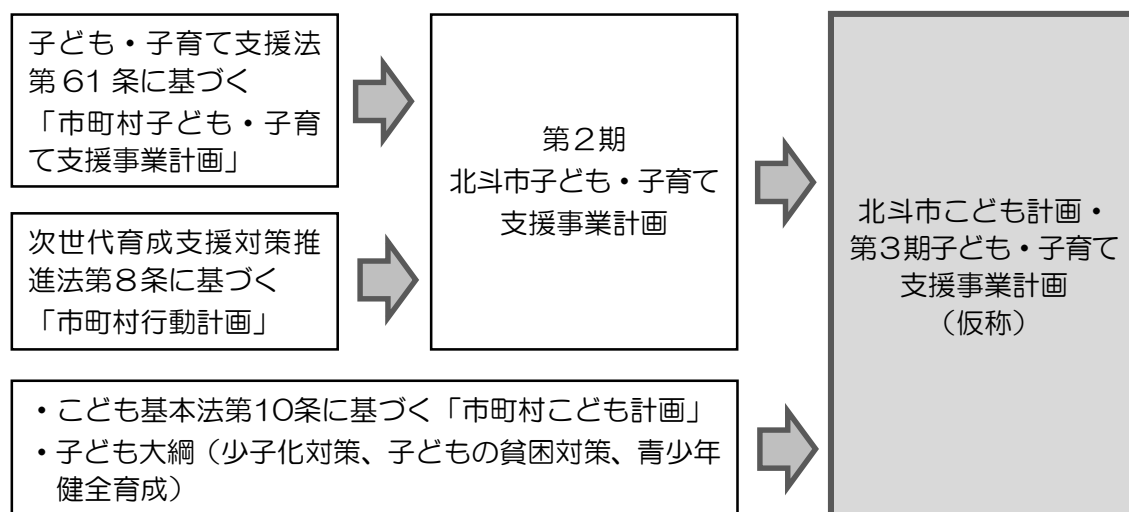 子ども・子育て支援法
第61条に基づく
「市町村子ども・子育
て支援事業計画」
次世代育成支援対策推
進法第8条に基づく
「市町村行動計画」
第2期
北斗市子ども・子育て
支援事業計画
・こども基本法第10条に基づく「市町村こども計画」
・子ども大綱（少子化対策、子どもの貧困対策、青少年
健全育成）
北斗市こども計画・
第3期子ども・子育て
支援事業計画
（仮称）